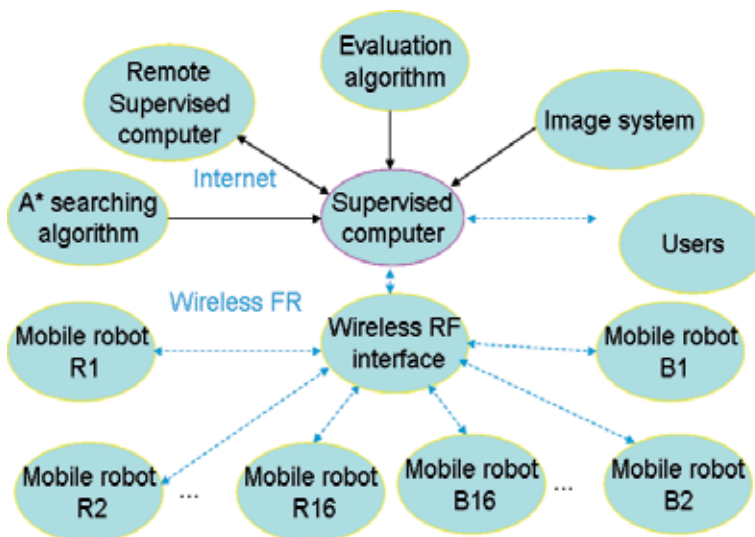 Remote
Supervised
computer
Evaluation
algorithm
Image system
Internet
A* searching
algorithm
Supervised
computer
Users
Wireless FR
Mobile robot
R1
Wireless RF
interface
Mobile robot
B1
Mobile robot
R2
...
Mobile robot
R16
Mobile robot
B16
...
Mobile robot
B2